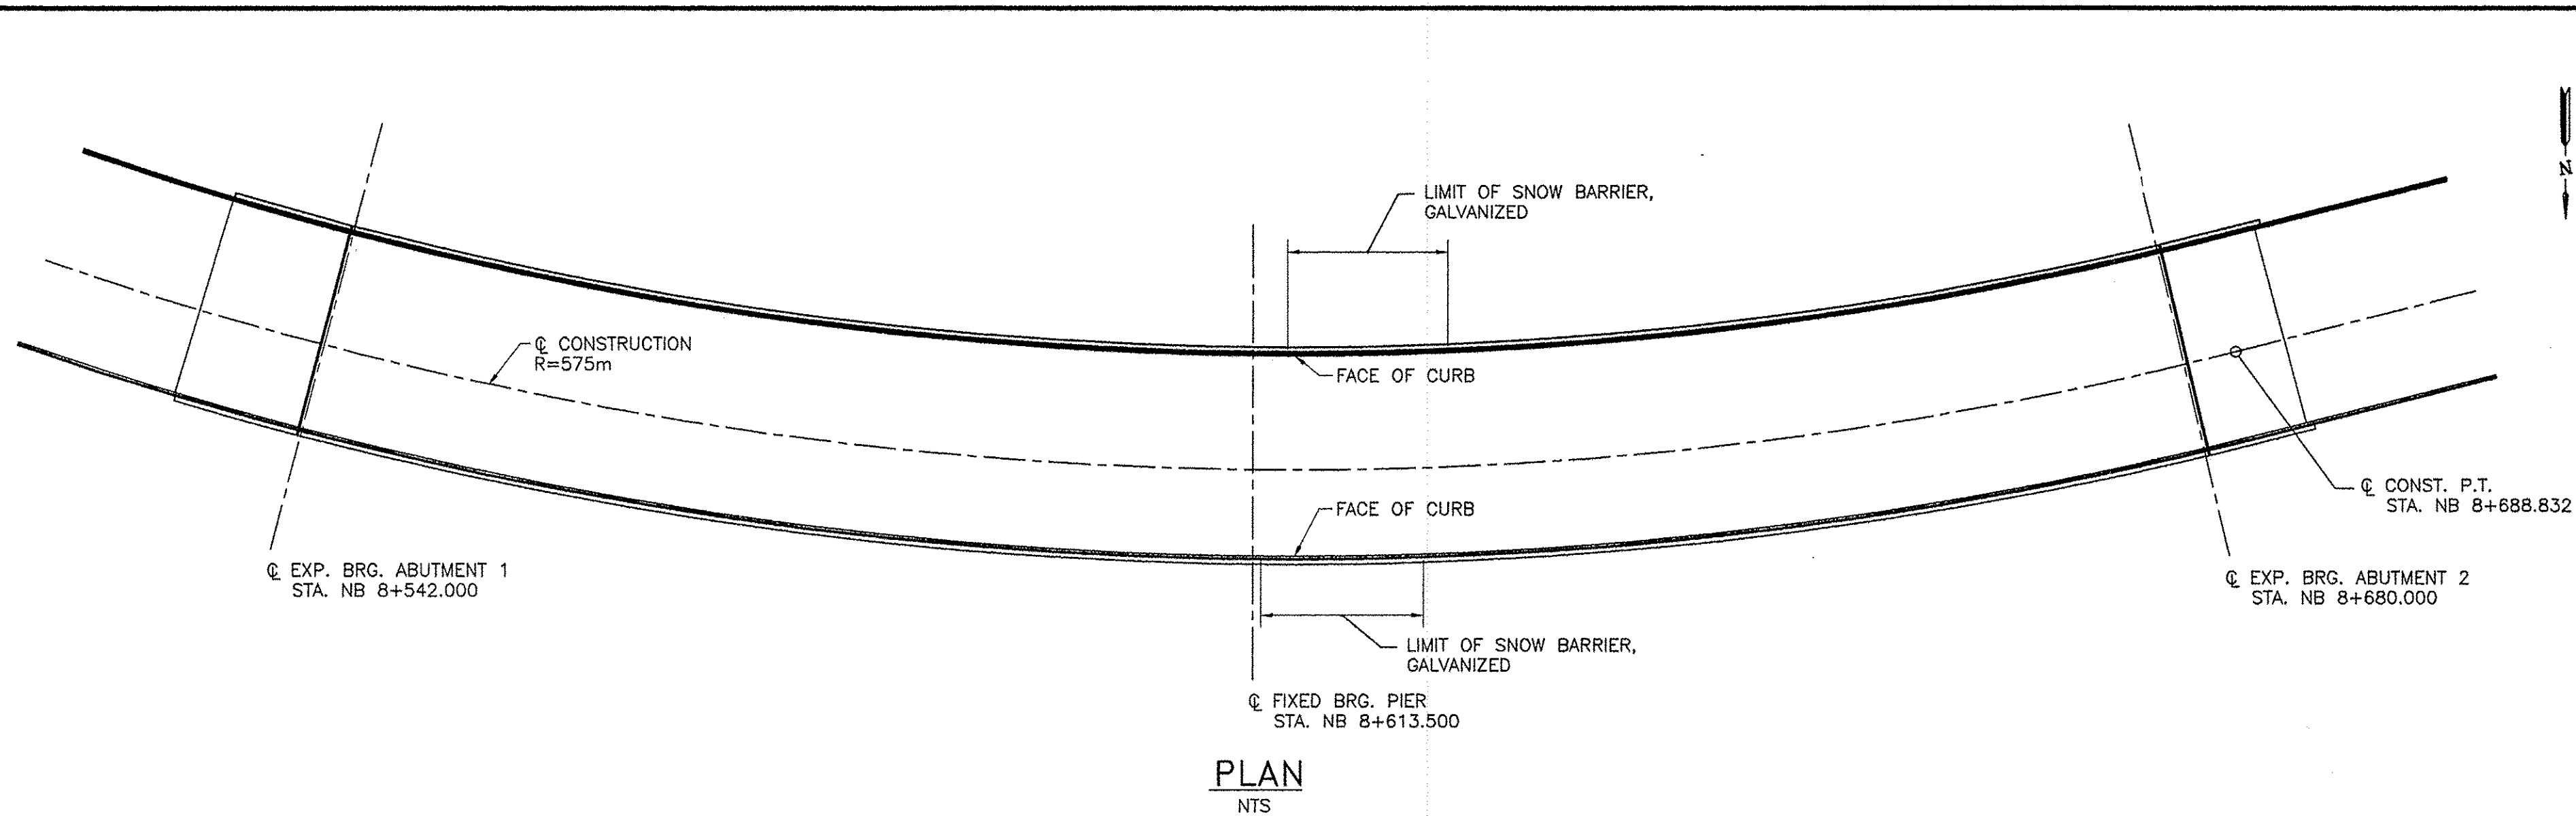 N
LIMIT OF SNOW BARRIER,
GALVANIZED
℄ CONSTRUCTION
R=575m
FACE OF CURB
℄ CONST. P.T.
STA. NB 8+688.832
FACE OF CURB
℄ EXP. BRG. ABUTMENT 1
STA. NB 8+542.000
℄ EXP. BRG. ABUTMENT 2
STA. NB 8+680.000
LIMIT OF SNOW BARRIER,
GALVANIZED
℄ FIXED BRG. PIER
STA. NB 8+613.500
PLAN
NTS